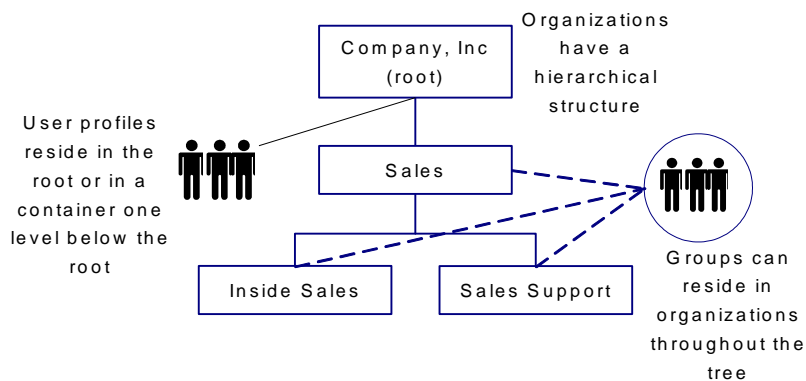 Organizations
have a
hierarchical
structure
Company, Inc
(root)
User profiles
reside in the
root or in a
container one
level below the
root
Sales
Inside Sales
Sales Support
Groups can
reside in
organizations
throughout the
tree